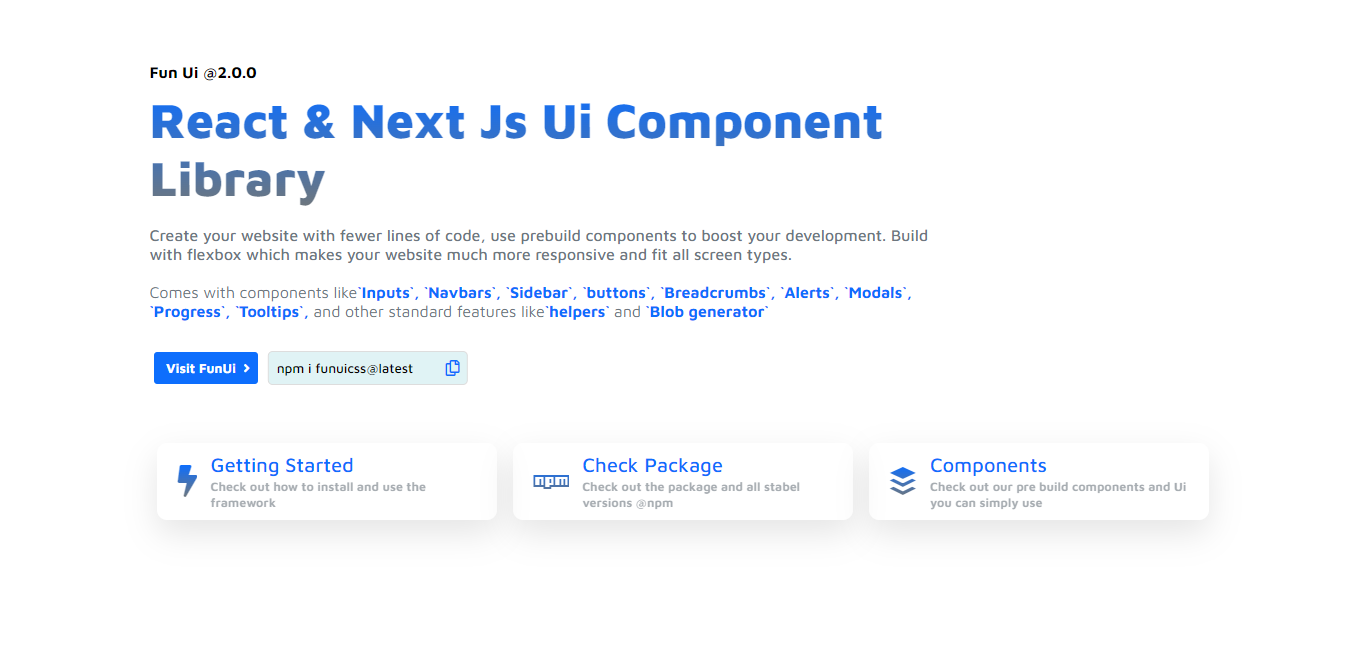 Fun Ui @2.0.0
React & Next Js Ui Component
Library
Create your website with fewer lines of code, use prebuild components to boost your development. Build
with flexbox which makes your website much more responsive and fit all screen types.
Comes with components like`Inputs`, `Navbars`, `Sidebar`, `buttons`, `Breadcrumbs`, `Alerts`, `Modals`,
`Progress`, `Tooltips`, and other standard features like`helpers` and `Blob generator`
Visit FunUi
npm i funuicss@latest
Getting Started
Check out how to install and use the
framework
npm
Check Package
Check out the package and all stabel
versions @npm
Components
Check out our pre build components and Ui
you can simply use